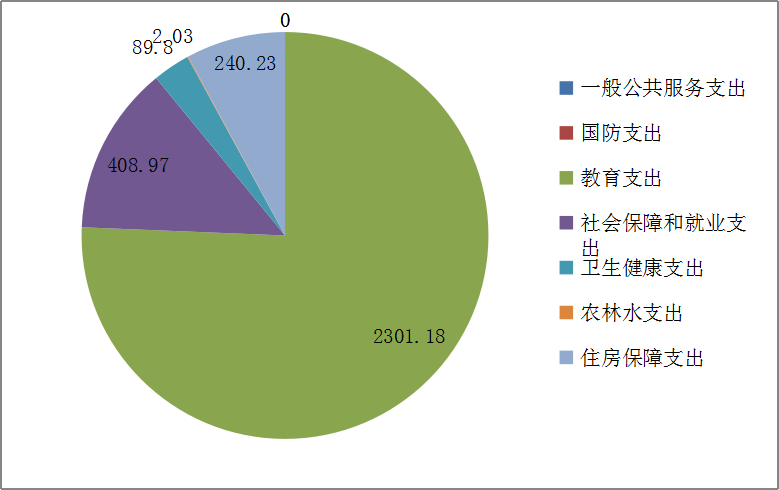 0
2.03
89.8
240.23
408.97
2301.18
一般公共服务支出
国防支出
教育支出
社会保障和就业支
出
卫生健康支出
农林水支出
住房保障支出